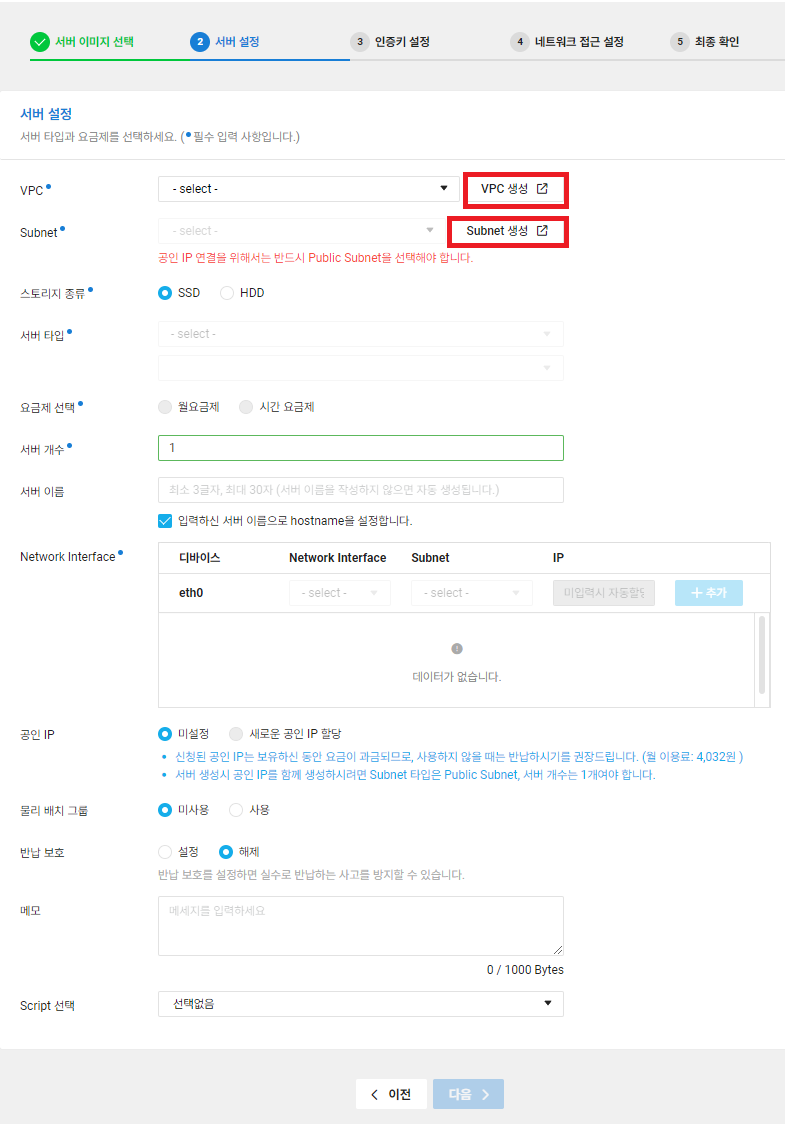 서버 이미지 선택
2 서버 설정
3 인증키 설정
4 네트워크 접근 설정
5 최종 확인
서버 설정
서버 타입과 요금제를 선택하세요. (• 필수 입력 사항입니다.)
VPC • - select - VPC 생성
Subnet • - select - Subnet 생성
공인 IP 연결을 위해서는 반드시 Public Subnet을 선택해야 합니다.
스토리지 종류 • SSD HDD
서버 타입 • - select -
요금제 선택 • 월요금제 시간 요금제
서버 개수 • 1
서버 이름 최소 3글자, 최대 30자 (서버 이름을 작성하지 않으면 자동 생성됩니다.)
입력하신 서버 이름으로 hostname을 설정합니다.
Network Interface • 디바이스 Network Interface Subnet IP
eth0 - select - - select - 미입력시 자동할당 + 추가
데이터가 없습니다.
공인 IP 미설정 새로운 공인 IP 할당
• 신청된 공인 IP는 보유하신 동안 요금이 과금되므로, 사용하지 않을 때는 반납하시기를 권장드립니다. (월 이용료: 4,032원 )
• 서버 생성시 공인 IP를 함께 생성하시려면 Subnet 타입은 Public Subnet, 서버 개수는 1개여야 합니다.
물리 배치 그룹 미사용 사용
반납 보호 설정 해제
반납 보호를 설정하면 실수로 반납하는 사고를 방지할 수 있습니다.
메모 메세지를 입력하세요
0 / 1000 Bytes
Script 선택 선택없음
이전 다음